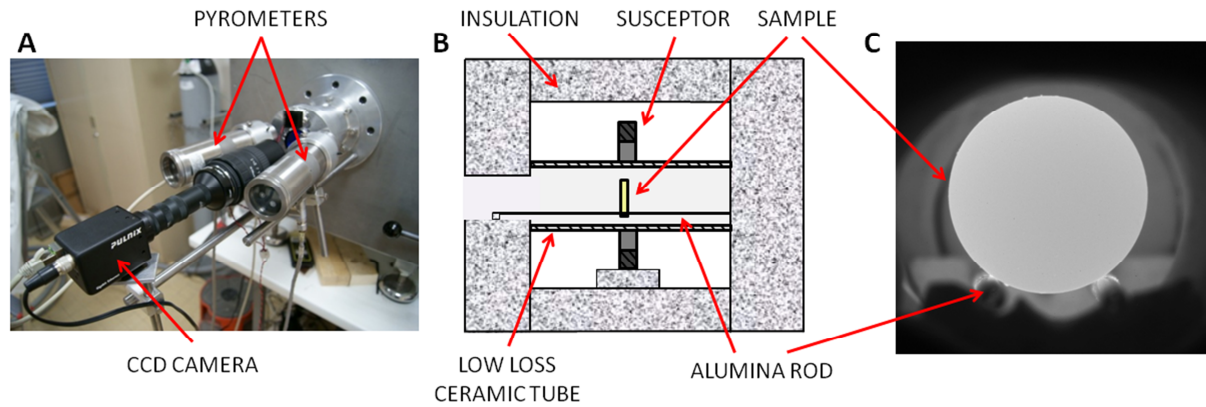 PYROMETERS
INSULATION
SUSCEPTOR
SAMPLE
A
B
C
PULNIX
CCD CAMERA
LOW LOSS
CERAMIC TUBE
ALUMINA ROD